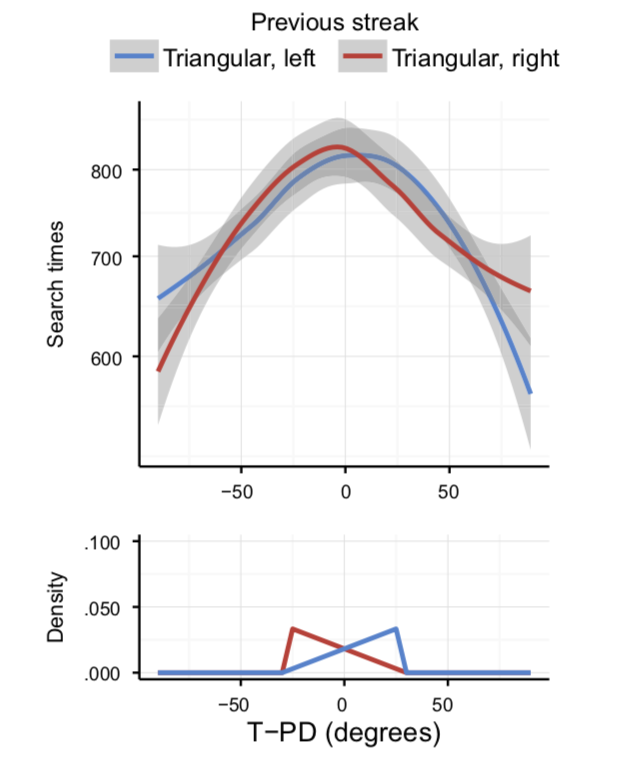 Previous streak
Triangular, left Triangular, right
Search times
800
700
600
−50 0 50
Density
.100
.050
.000
−50 0 50
T−PD (degrees)